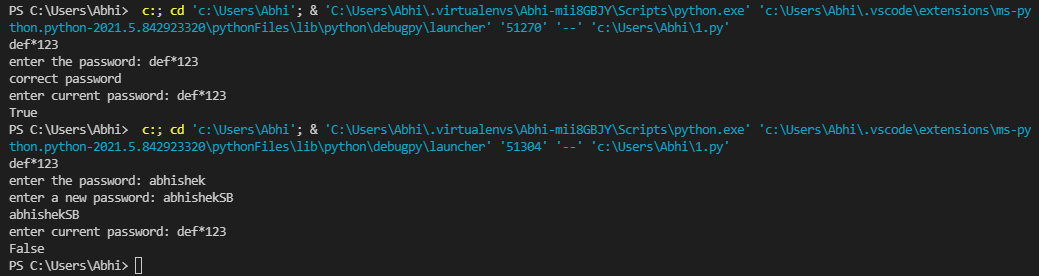 PS C:\Users\Abhi>  c:; cd 'c:\Users\Abhi'; & 'C:\Users\Abhi\.virtualenvs\Abhi-mii8GBJY\Scripts\python.exe' 'c:\Users\Abhi\.vscode\extensions\ms-py
thon.python-2021.5.842923320\pythonFiles\lib\python\debugpy\launcher' '51270' '--' 'c:\Users\Abhi\1.py'
def*123
enter the password: def*123
correct password
enter current password: def*123
True
PS C:\Users\Abhi>  c:; cd 'c:\Users\Abhi'; & 'C:\Users\Abhi\.virtualenvs\Abhi-mii8GBJY\Scripts\python.exe' 'c:\Users\Abhi\.vscode\extensions\ms-py
thon.python-2021.5.842923320\pythonFiles\lib\python\debugpy\launcher' '51304' '--' 'c:\Users\Abhi\1.py'
def*123
enter the password: abhishek
enter a new password: abhishekSB
abhishekSB
enter current password: def*123
False
PS C:\Users\Abhi>